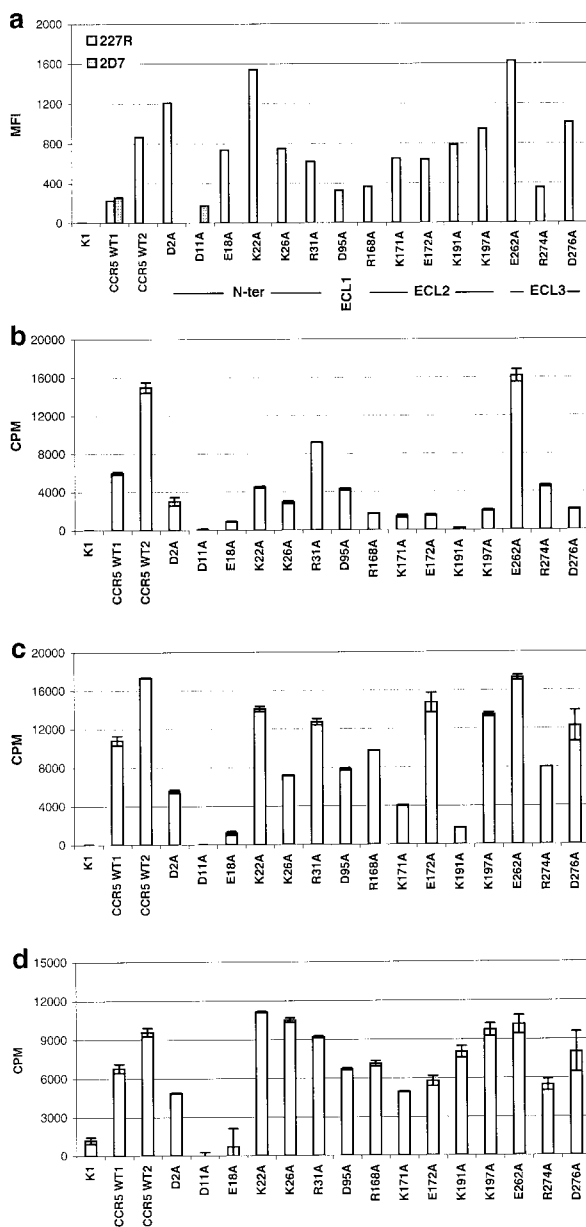 a
2000
1600
1200
800
400
0
MFI
227R
2D7
K1
CCR5 WT1
CCR5 WT2
D2A
D11A
E18A
K22A
K26A
R31A
D95A
R168A
K171A
E172A
K191A
K197A
E262A
R274A
D276A
N-ter
ECL1
ECL2
ECL3
b
20000
16000
12000
8000
4000
0
CPM
K1
CCR5 WT1
CCR5 WT2
D2A
D11A
E18A
K22A
K26A
R31A
D95A
R168A
K171A
E172A
K191A
K197A
E262A
R274A
D276A
c
20000
16000
12000
8000
4000
0
CPM
K1
CCR5 WT1
CCR5 WT2
D2A
D11A
E18A
K22A
K26A
R31A
D95A
R168A
K171A
E172A
K191A
K197A
E262A
R274A
D276A
d
15000
12000
9000
6000
3000
0
CPM
K1
CCR5 WT1
CCR5 WT2
D2A
D11A
E18A
K22A
K26A
R31A
D95A
R168A
K171A
E172A
K191A
K197A
E262A
R274A
D276A